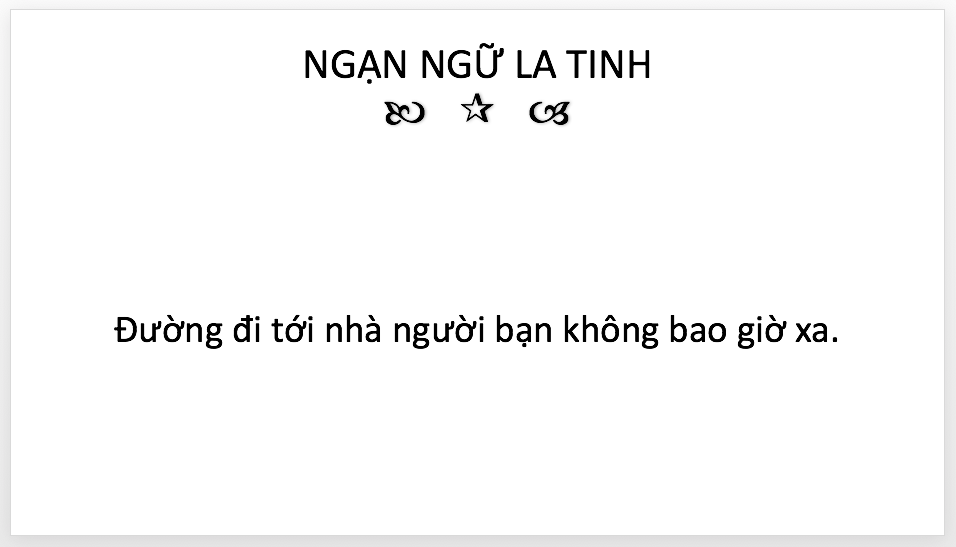 NGẠN NGỮ LA TINH
Đường đi tới nhà người bạn không bao giờ xa.